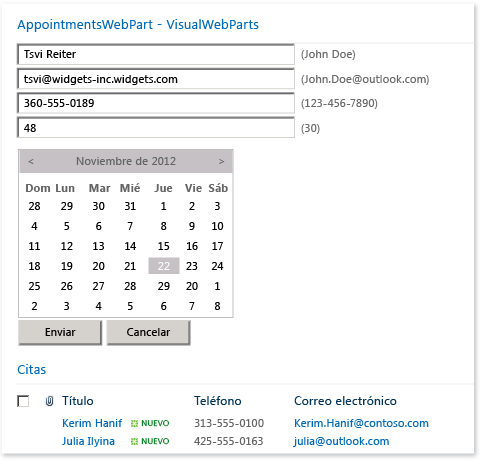 AppointmentsWebPart - VisualWebParts
Tsvi Reiter (John Doe)
tsvi@widgets-inc.widgets.com (John.Doe@outlook.com)
360-555-0189 (123-456-7890)
48 (30)
< Noviembre de 2012 >
Dom Lun Mar Mié Jue Vie Sáb
28 29 30 31 1 2 3
4 5 6 7 8 9 10
11 12 13 14 15 16 17
18 19 20 21 22 23 24
25 26 27 28 29 20 1
2 3 4 5 6 7 8
Enviar Cancelar
Citas
Título Teléfono Correo electrónico
Kerim Hanif NUEVO 313-555-0100 Kerim.Hanif@contoso.com
Julia Ilyina NUEVO 425-555-0163 julia@outlook.com